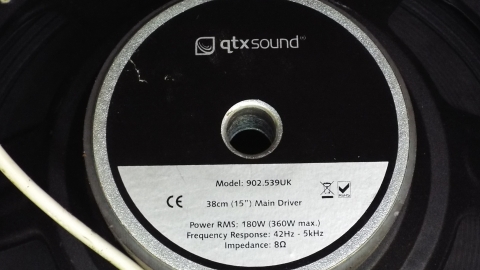 qtxsound
Model: 902.539UK
38cm (15") Main Driver
Power RMS: 180W (360W max.)
Frequency Response: 42Hz - 5kHz
Impedance: 8Ω